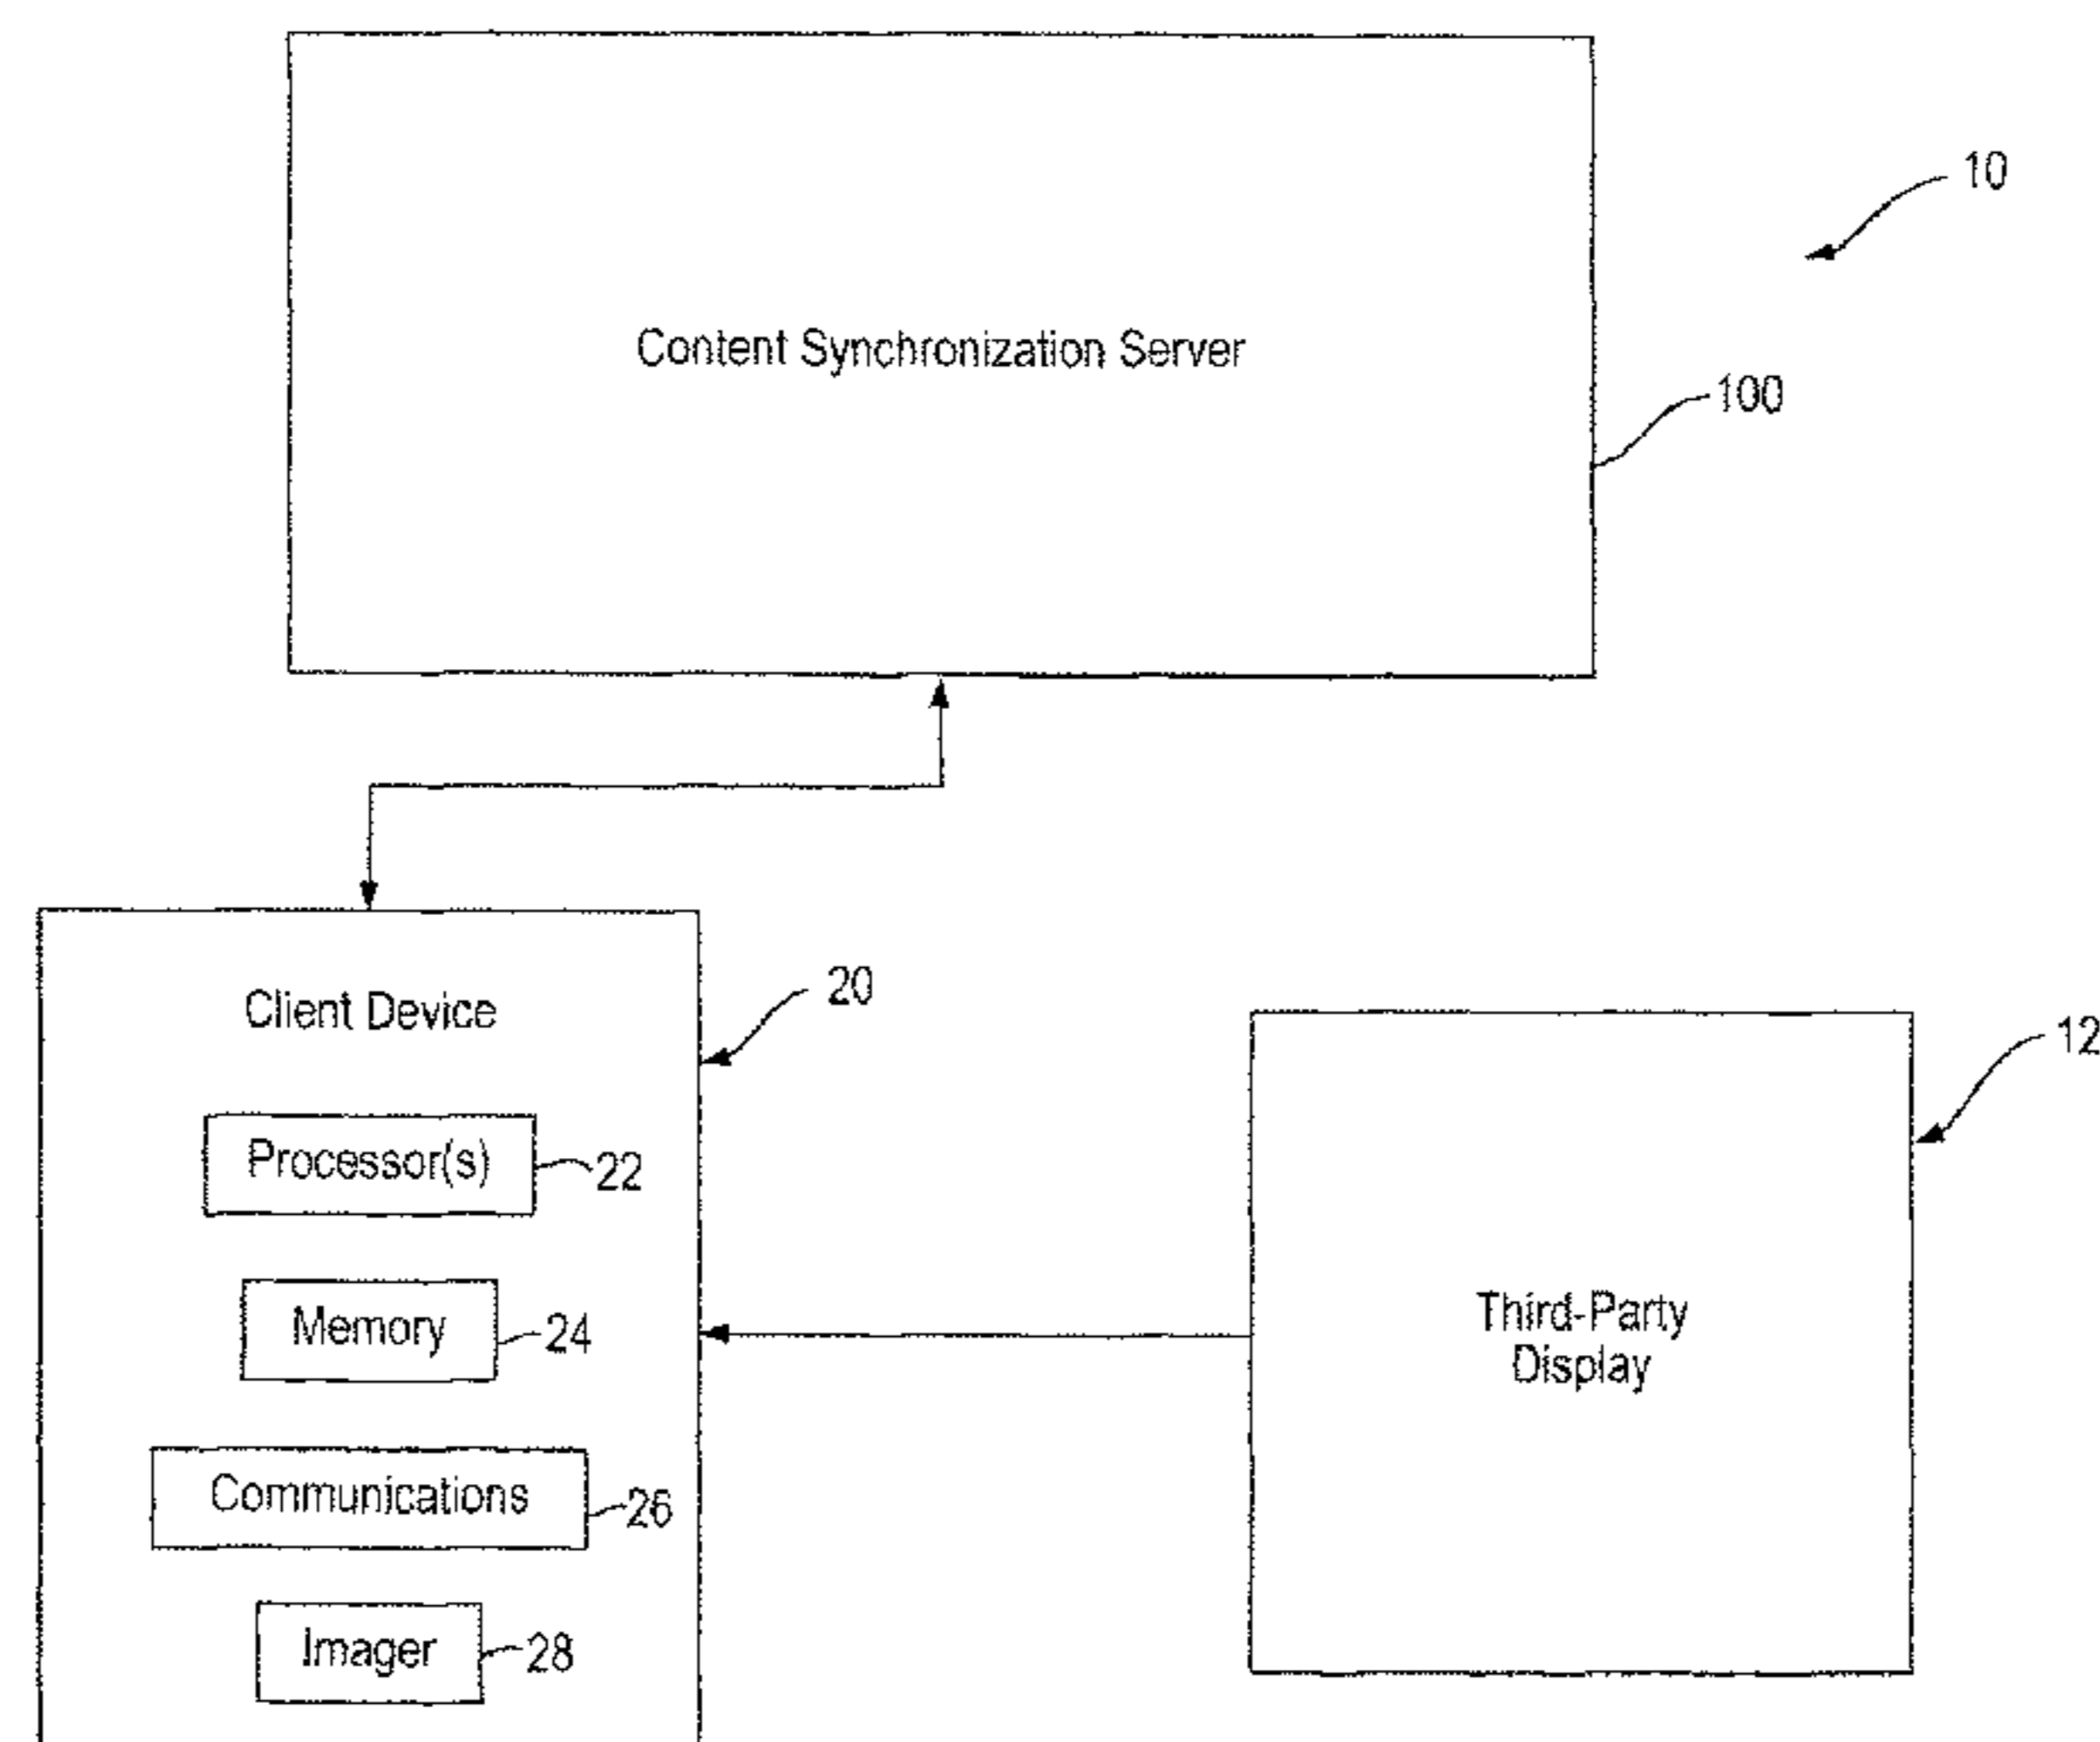 10
Content Synchronization Server
100
Client Device
20
12
Processor(s)
22
Memory
24
Third-Party
Display
Communications
26
Imager
28